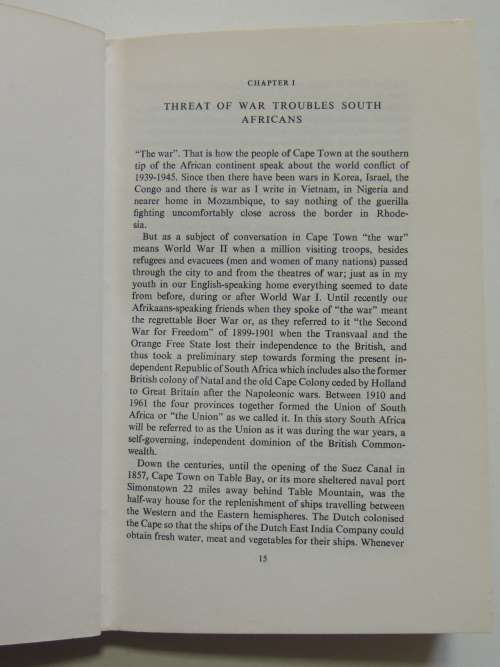 CHAPTER I
THREAT OF WAR TROUBLES SOUTH
AFRICANS
“The war”. That is how the people of Cape Town at the southern
tip of the African continent speak about the world conflict of
1939-1945. Since then there have been wars in Korea, Israel, the
Congo and there is war as I write in Vietnam, in Nigeria and
nearer home in Mozambique, to say nothing of the guerilla
fighting uncomfortably close across the border in Rhode-
sia.
But as a subject of conversation in Cape Town “the war”
means World War II when a million visiting troops, besides
refugees and evacuees (men and women of many nations) passed
through the city to and from the theatres of war; just as in my
youth in our English-speaking home everything seemed to date
from before, during or after World War I. Until recently our
Afrikaans-speaking friends when they spoke of “the war” meant
the regrettable Boer War or, as they referred to it “the Second
War for Freedom” of 1899-1901 when the Transvaal and the
Orange Free State lost their independence to the British, and
thus took a preliminary step towards forming the present in-
dependent Republic of South Africa which includes also the former
British colony of Natal and the old Cape Colony ceded by Holland
to Great Britain after the Napoleonic wars. Between 1910 and
1961 the four provinces together formed the Union of South
Africa or “the Union” as we called it. In this story South Africa
will be referred to as the Union as it was during the war years, a
self-governing, independent dominion of the British Common-
wealth.
Down the centuries, until the opening of the Suez Canal in
1857, Cape Town on Table Bay, or its more sheltered naval port
Simonstown 22 miles away behind Table Mountain, was the
half-way house for the replenishment of ships travelling between
the Western and the Eastern hemispheres. The Dutch colonised
the Cape so that the ships of the Dutch East India Company could
obtain fresh water, meat and vegetables for their ships. Whenever
15